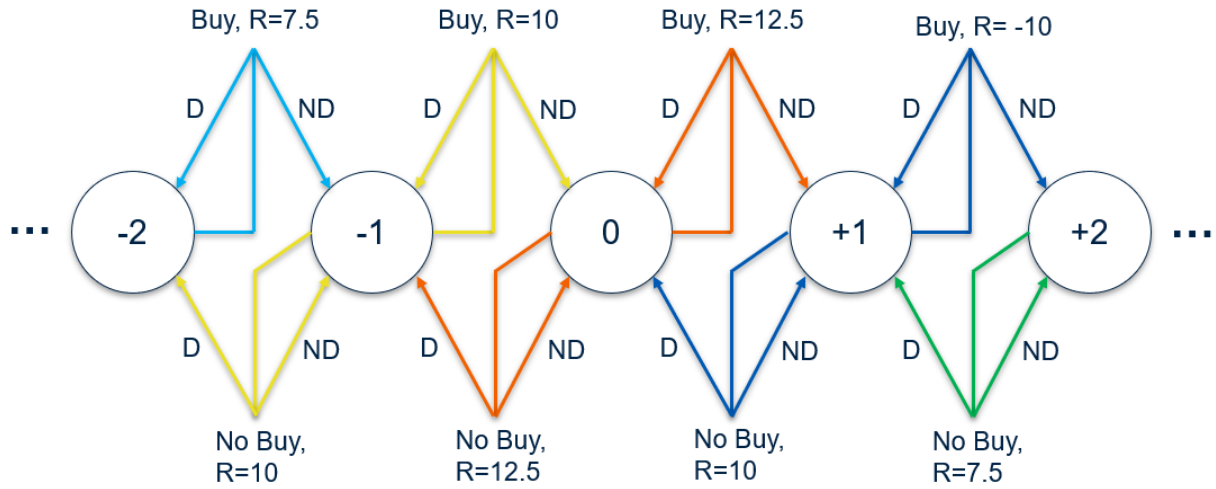 Buy, R=7.5
Buy, R=10
Buy, R=12.5
Buy, R= -10
D
ND
D
ND
D
ND
D
ND
...
-2
-1
0
+1
+2
...
D
ND
D
ND
D
ND
D
ND
No Buy,
R=10
No Buy,
R=12.5
No Buy,
R=10
No Buy,
R=7.5